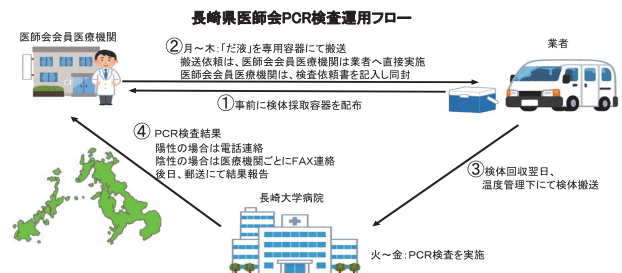 長崎県医師会PCR検査運用フロー
医師会会員医療機関
②月～木:「だ液」を専用容器にて搬送
搬送依頼は、医師会会員医療機関は業者へ直接実施
医師会会員医療機関は、検査依頼書を記入し同封
業者
①事前に検体採取容器を配布
④ PCR検査結果
陽性の場合は電話連絡
陰性の場合は医療機関ごとにFAX連絡
後日、郵送にて結果報告
③検体回収翌日、
温度管理下にて検体搬送
長崎大学病院
火～金:PCR検査を実施